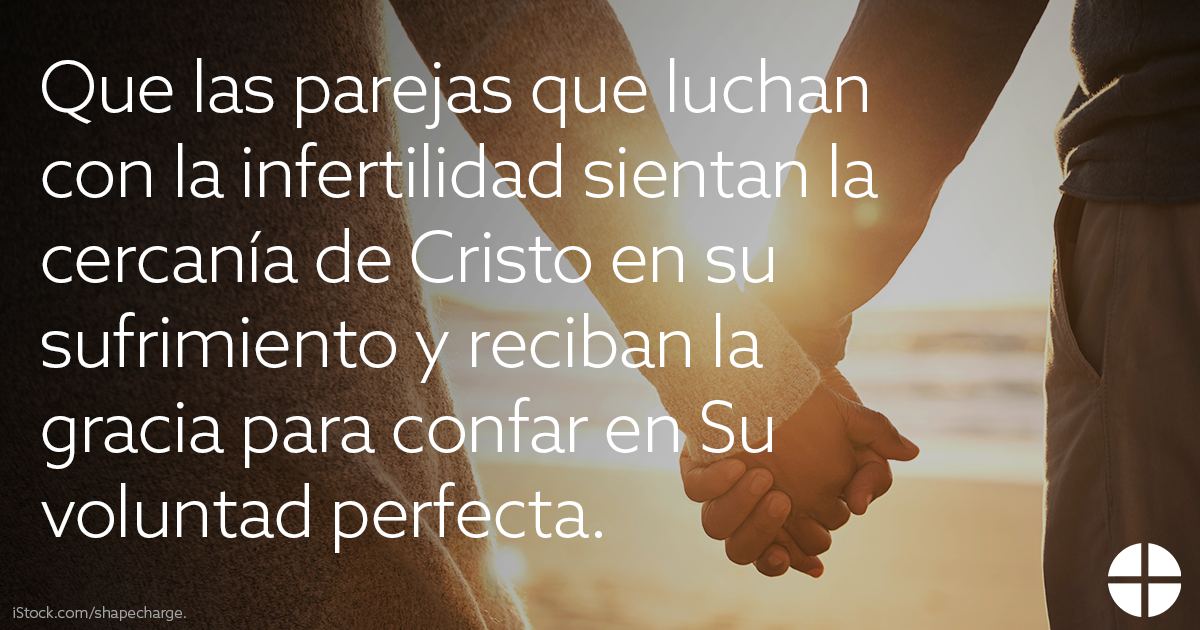 Que las parejas que luchan
con la infertilidad sientan la
cercanía de Cristo en su
sufrimiento y reciban la
gracia para confar en Su
voluntad perfecta.
iStock.com/shapecharge.